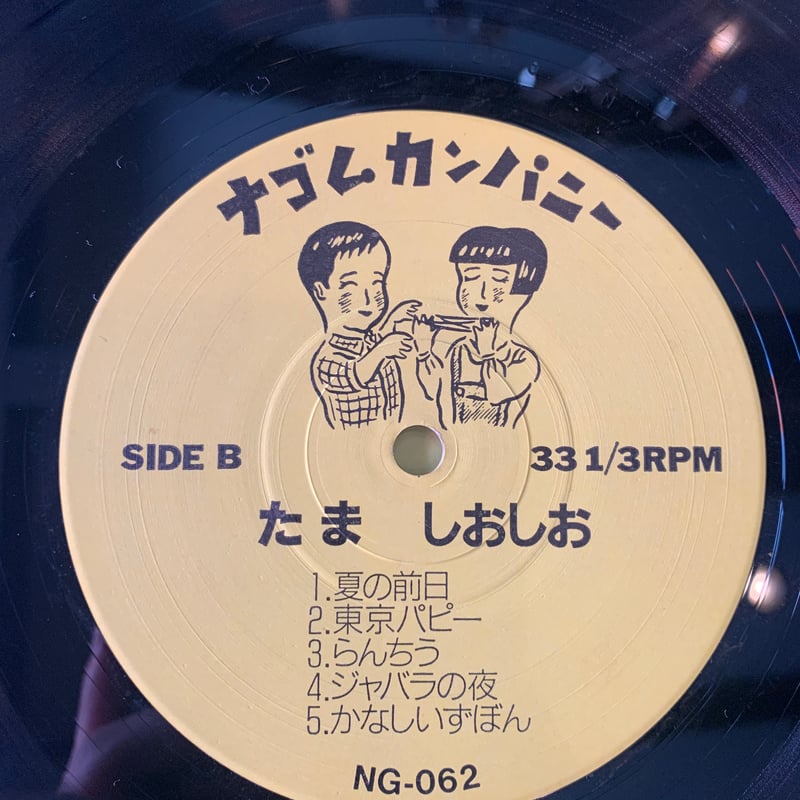 ナゴムカンパニー
SIDE B 33 1/3RPM
たま しおしお
1.夏の前日
2.東京パピー
3.らんちう
4.ジャバラの夜
5.かなしいずぼん
NG-062